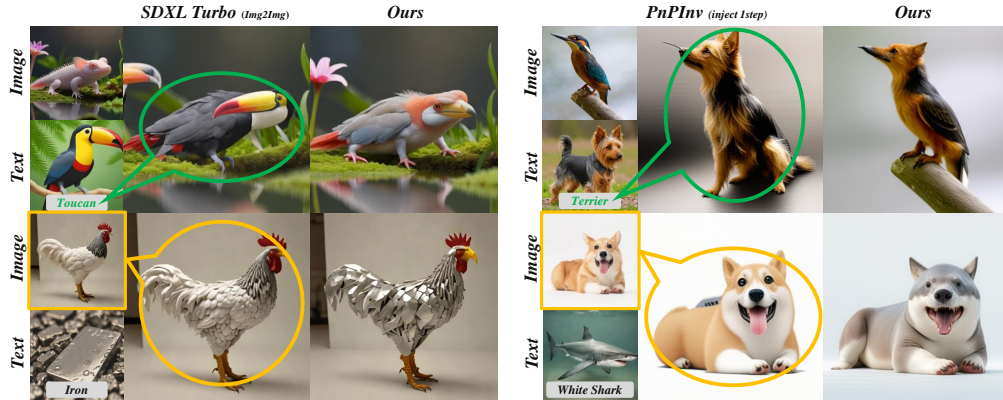 SDXL Turbo (Img2Img)
Ours
PnPInv (inject 1step)
Ours
Image
Text
Toucan
Image
Text
Terrier
Image
Text
Iron
Image
Text
White Shark